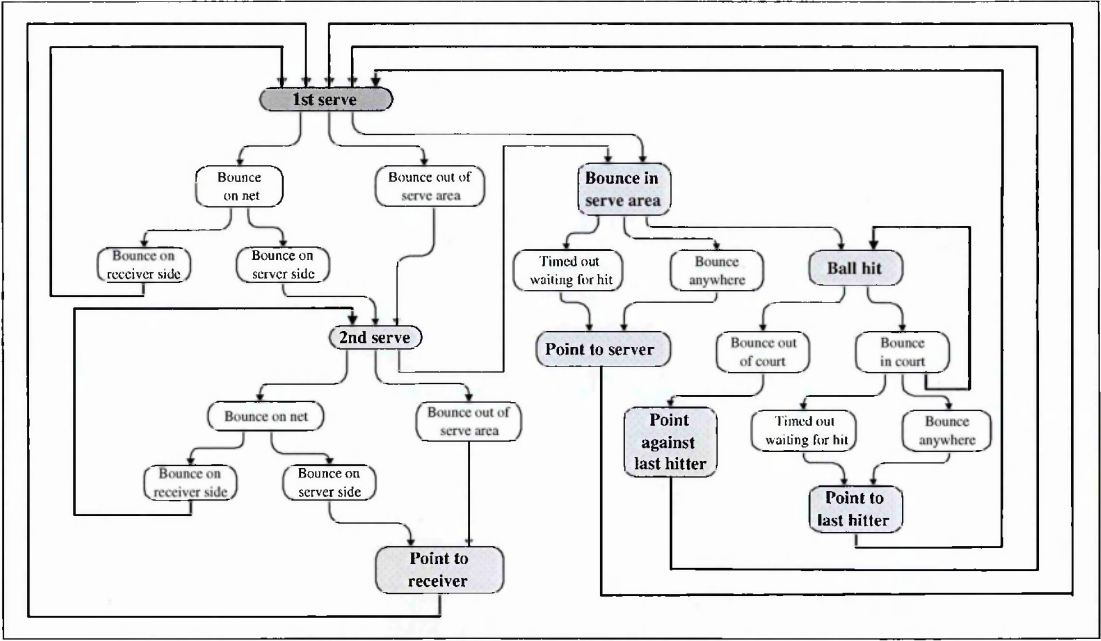 1st serve
Bounce
on net
Bounce out of
serve area
Bounce in
serve area
Bounce on
receiver side
Bounce on
server side
Timed out
waiting for hit
Bounce
anywhere
Ball hit
2nd serve
Point to server
Bounce out
of court
Bounce
in court
Bounce on net
Bounce out of
serve area
Point
against
last hitter
Timed out
waiting for hit
Bounce
anywhere
Bounce on
receiver side
Bounce on
server side
Point to
last hitter
Point to
receiver